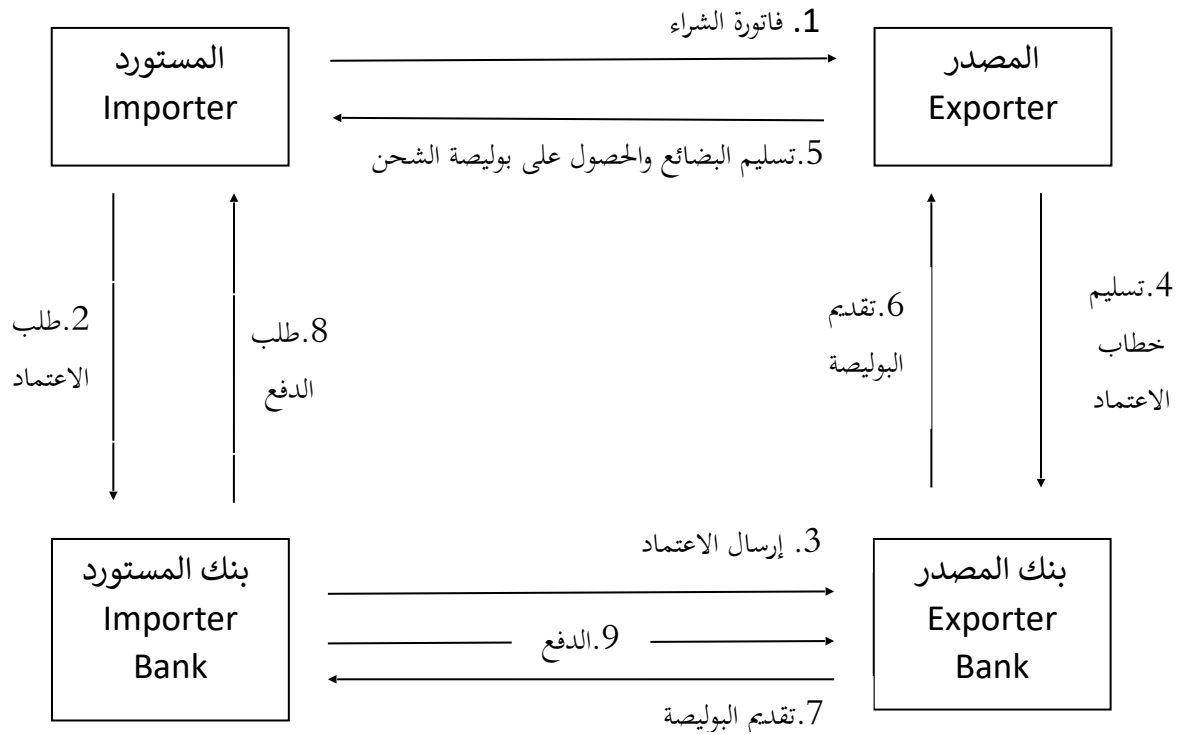 1. فاتورة الشراء
المستورد
Importer
المصدر
Exporter
5.تسليم البضائع والحصول على بوليصة الشحن
2.طلب
الاعتماد
8.طلب
الدفع
6.تقديم
البوليصة
4.تسليم
خطاب
الاعتماد
3. إرسال الاعتماد
بنك المستورد
Importer
Bank
بنك المصدر
Exporter
Bank
9.الدفع
7.تقديم البوليصة